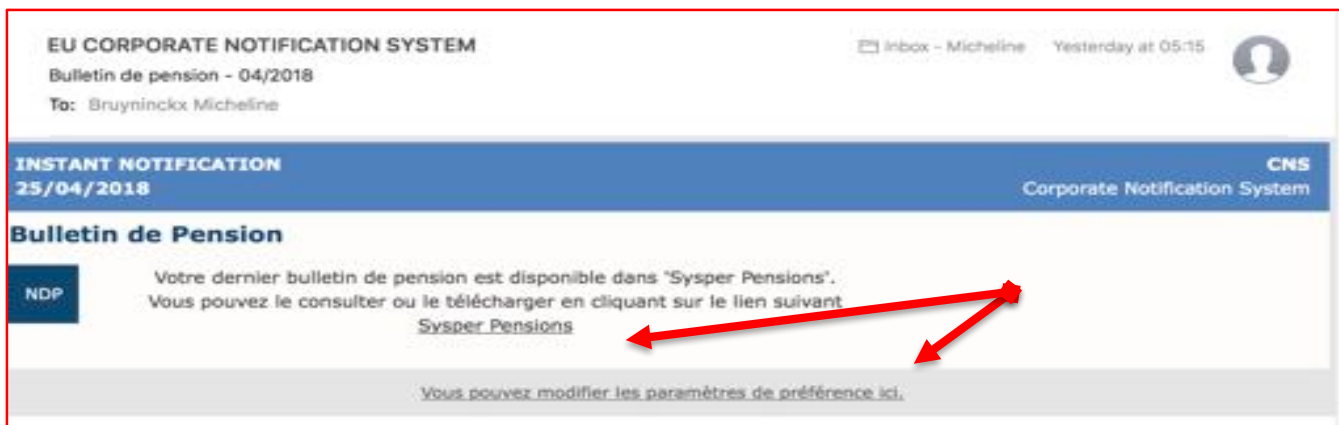 EU CORPORATE NOTIFICATION SYSTEM
Inbox - Micheline Yesterday at 05:15
Bulletin de pension - 04/2018
To: Bruyninckx Micheline
INSTANT NOTIFICATION
CNS
25/04/2018
Corporate Notification System
Bulletin de Pension
NDP
Votre dernier bulletin de pension est disponible dans "Sysper Pensions".
Vous pouvez le consulter ou le télécharger en cliquant sur le lien suivant
Sysper Pensions
Vous pouvez modifier les paramètres de préférence ici.